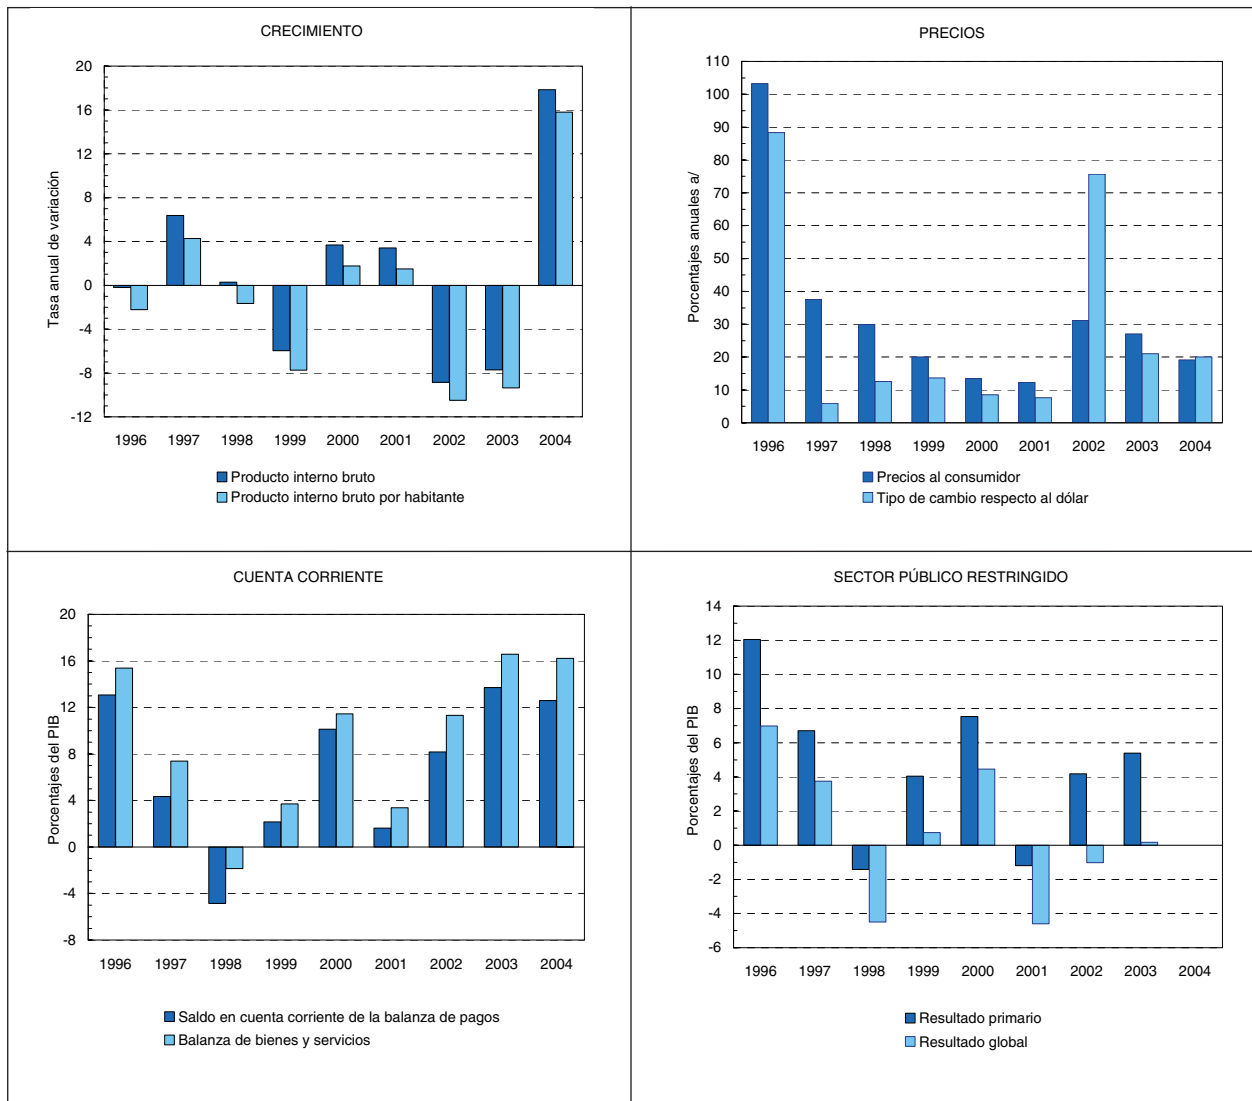 CRECIMIENTO
Tasa anual de variación
20
16
12
8
4
0
-4
-8
-12
1996 1997 1998 1999 2000 2001 2002 2003 2004
Producto interno bruto
Producto interno bruto por habitante
PRECIOS
Porcentajes anuales a/
110
100
90
80
70
60
50
40
30
20
10
0
1996 1997 1998 1999 2000 2001 2002 2003 2004
Precios al consumidor
Tipo de cambio respecto al dólar
CUENTA CORRIENTE
Porcentajes del PIB
20
16
12
8
4
0
-4
-8
1996 1997 1998 1999 2000 2001 2002 2003 2004
Saldo en cuenta corriente de la balanza de pagos
Balanza de bienes y servicios
SECTOR PÚBLICO RESTRINGIDO
Porcentajes del PIB
14
12
10
8
6
4
2
0
-2
-4
-6
1996 1997 1998 1999 2000 2001 2002 2003 2004
Resultado primario
Resultado global